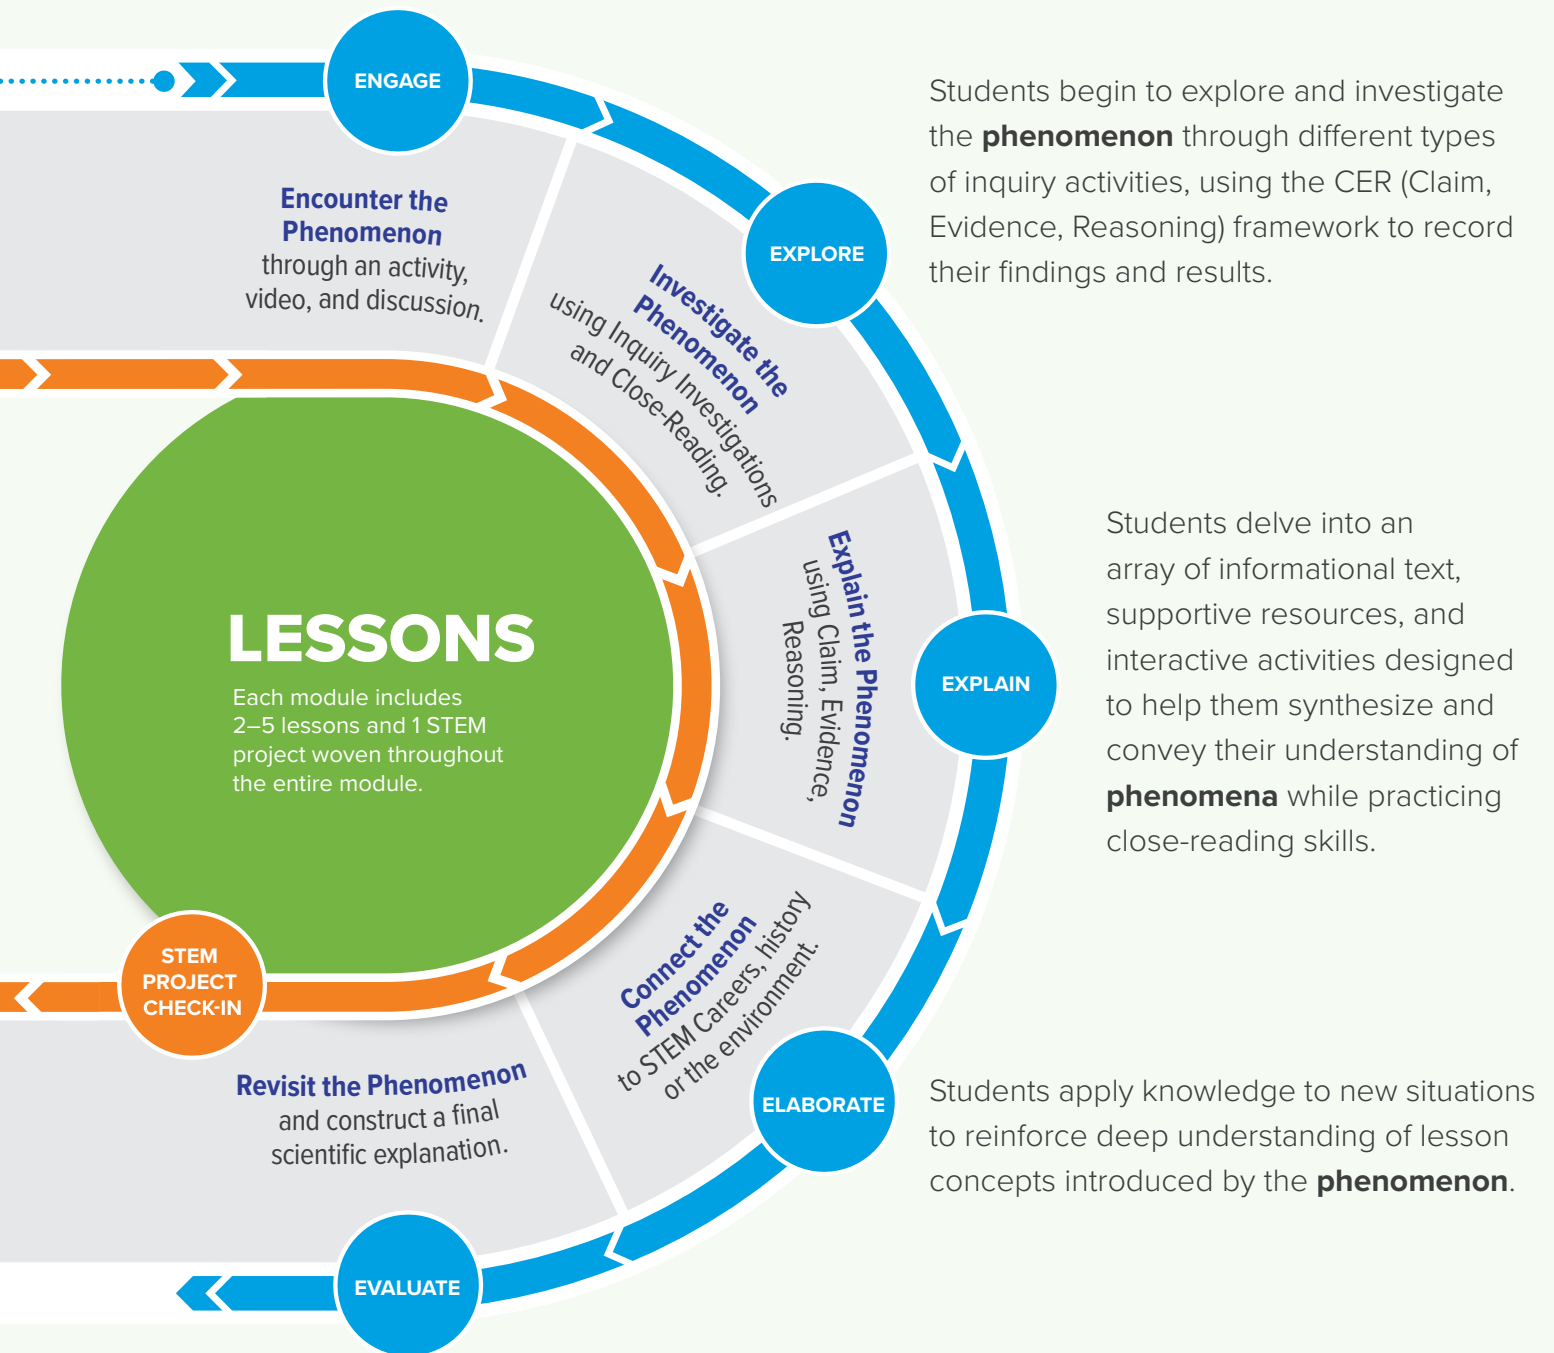 ENGAGE
Encounter the
Phenomenon
through an activity,
video, and discussion.
Students begin to explore and investigate
the phenomenon through different types
of inquiry activities, using the CER (Claim,
Evidence, Reasoning) framework to record
their findings and results.
EXPLORE
Investigate the
Phenomenon
using Inquiry Investigations
and Close-Reading.
Students delve into an
array of informational text,
supportive resources, and
interactive activities designed
to help them synthesize and
convey their understanding of
phenomena while practicing
close-reading skills.
EXPLAIN
Explain the Phenomenon
using Claim, Evidence,
Reasoning.
LESSONS
Each module includes
2–5 lessons and 1 STEM
project woven throughout
the entire module.
Connect the
Phenomenon
to STEM Careers, history
or the environment.
ELABORATE
Students apply knowledge to new situations
to reinforce deep understanding of lesson
concepts introduced by the phenomenon.
STEM
PROJECT
CHECK-IN
Revisit the Phenomenon
and construct a final
scientific explanation.
EVALUATE